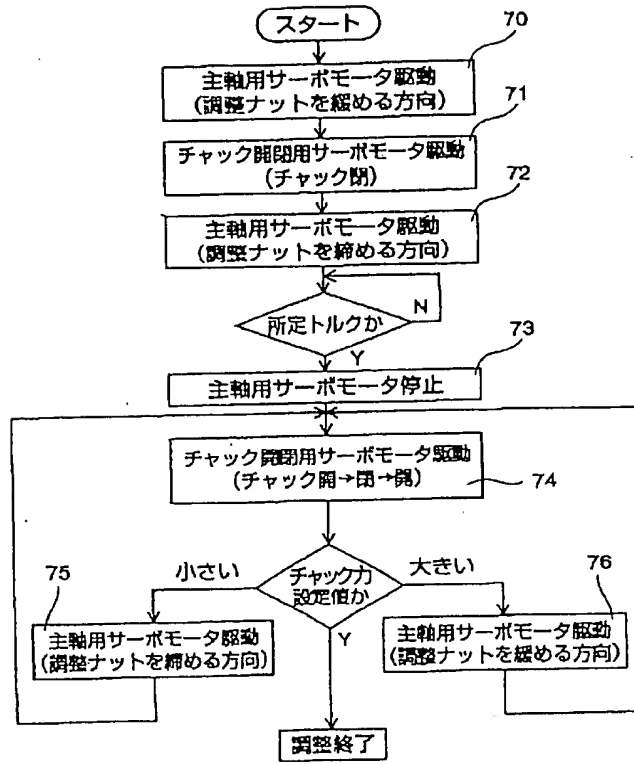 スタート
70
主軸用サーボモータ駆動
(調整ナットを緩める方向)
71
チャック開閉用サーボモータ駆動
(チャック閉)
72
主軸用サーボモータ駆動
(調整ナットを締める方向)
所定トルクか
N
Y
73
主軸用サーボモータ停止
チャック開閉用サーボモータ駆動
(チャック開→閉→開)
74
チャック力
設定値か
小さい
大きい
Y
75
主軸用サーボモータ駆動
(調整ナットを締める方向)
76
主軸用サーボモータ駆動
(調整ナットを緩める方向)
調整終了